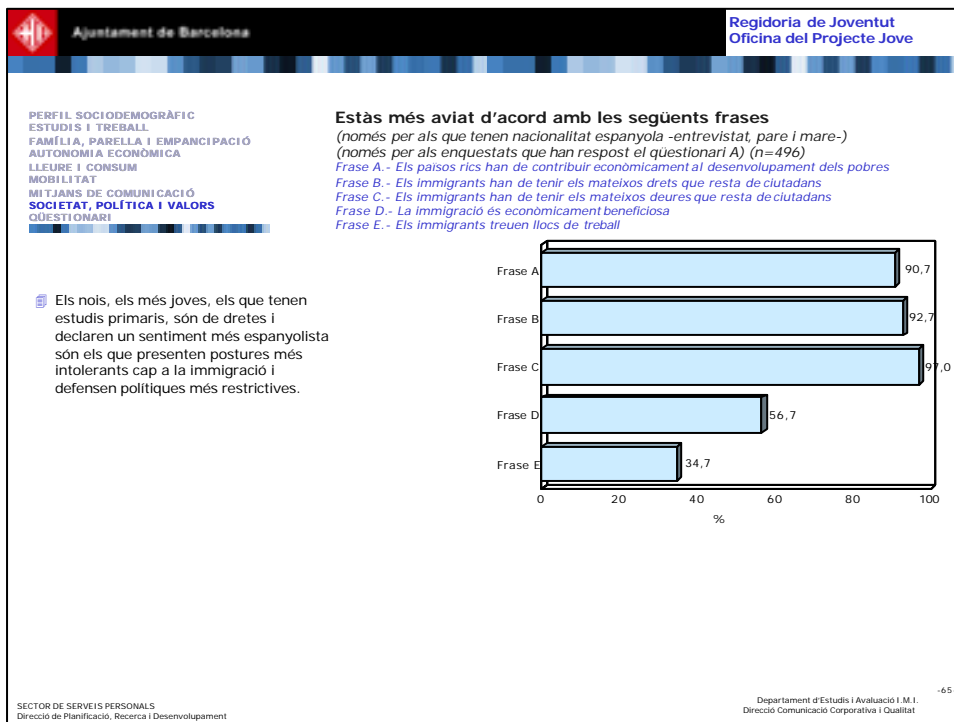 Ajuntament de Barcelona
Regidoria de Joventut
Oficina del Projecte Jove
PERFIL SOCIODEMOGRÀFIC
ESTUDIS I TREBALL
FAMÍLIA, PARELLA I EMPANCIPACIÓ
AUTONOMIA ECONÒMICA
LLEURE I CONSUM
MOBILITAT
MITJANS DE COMUNICACIÓ
SOCIETAT, POLÍTICA I VALORS
QÜESTIONARI
Estàs més aviat d'acord amb les següents frases
(només per als que tenen nacionalitat espanyola -entrevistat, pare i mare-)
(només per als enquestats que han respost el qüestionari A) (n=496)
Frase A.- Els països rics han de contribuir econòmicament al desenvolupament dels pobres
Frase B.- Els immigrants han de tenir els mateixos drets que resta de ciutadans
Frase C.- Els immigrants han de tenir els mateixos deures que resta de ciutadans
Frase D.- La immigració és econòmicament beneficiosa
Frase E.- Els immigrants treuen llocs de treball
Els nois, els més joves, els que tenen
estudis primaris, són de dretes i
declaren un sentiment més espanyolista
són els que presenten postures més
intolerants cap a la immigració i
defensen polítiques més restrictives.
Frase A
90,7
Frase B
92,7
Frase C
97,0
Frase D
56,7
Frase E
34,7
0 20 40 60 80 100
%
SECTOR DE SERVEIS PERSONALS
Direcció de Planificació, Recerca i Desenvolupament
Departament d'Estudis i Avaluació I.M.I.
Direcció Comunicació Corporativa i Qualitat
-65